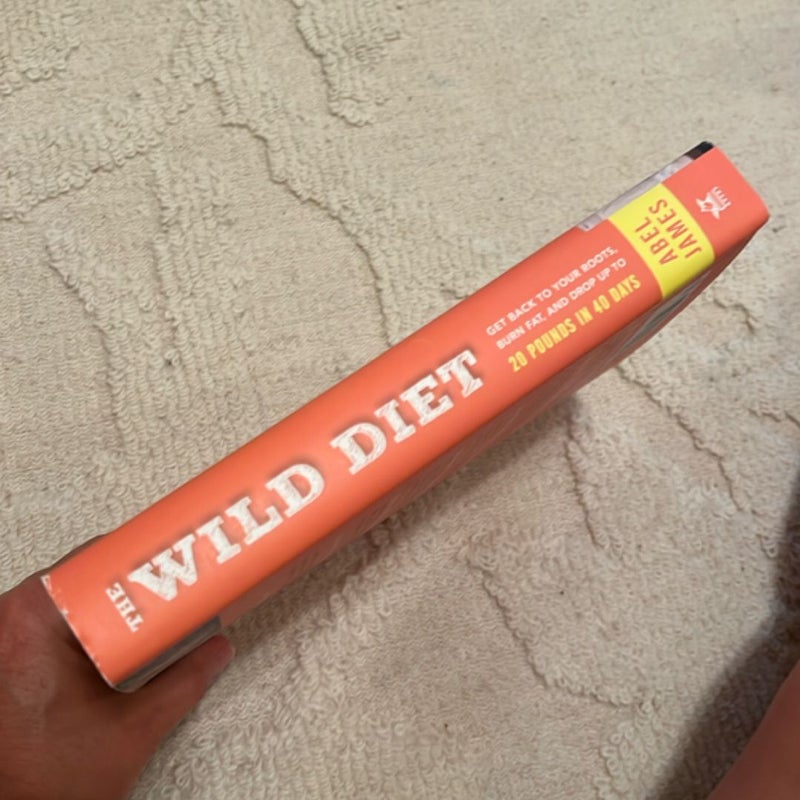 THE
WILD DIET
GET BACK TO YOUR ROOTS,
BURN FAT, AND DROP UP TO
20 POUNDS IN 40 DAYS
ABEL
JAMES